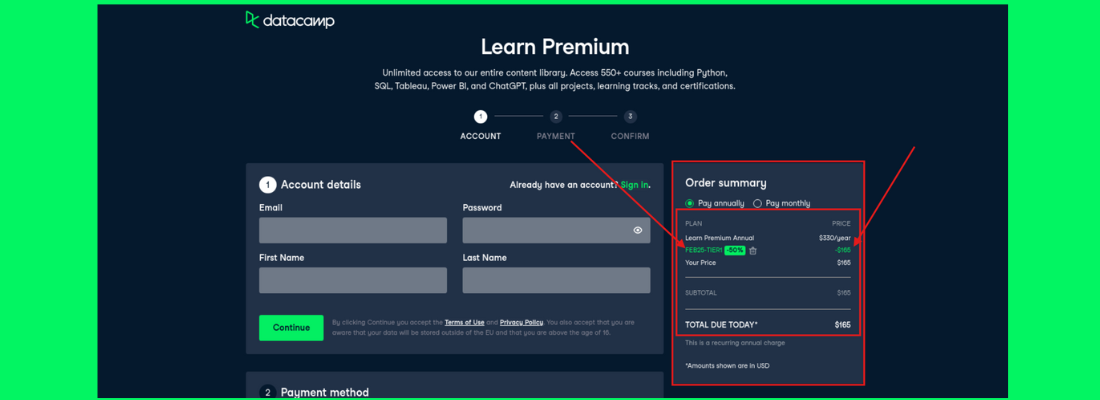 datacamp
Learn Premium
Unlimited access to our entire content library. Access 550+ courses including Python,
SQL, Tableau, Power BI, and ChatGPT, plus all projects, learning tracks, and certifications.
1 2 3
ACCOUNT PAYMENT CONFIRM
1 Account details
Already have an account? Sign in.
Email Password
First Name Last Name
Continue
By clicking Continue you accept the Terms of Use and Privacy Policy. You also accept that you are
aware that your data will be stored outside of the EU and that you are above the age of 16.
2 Payment method
Order summary
Pay annually Pay monthly
PLAN PRICE
Learn Premium Annual $330/year
FEB25-TIER1 -50% -$165
Your Price $165
SUBTOTAL $165
TOTAL DUE TODAY* $165
This is a recurring annual charge
*Amounts shown are in USD